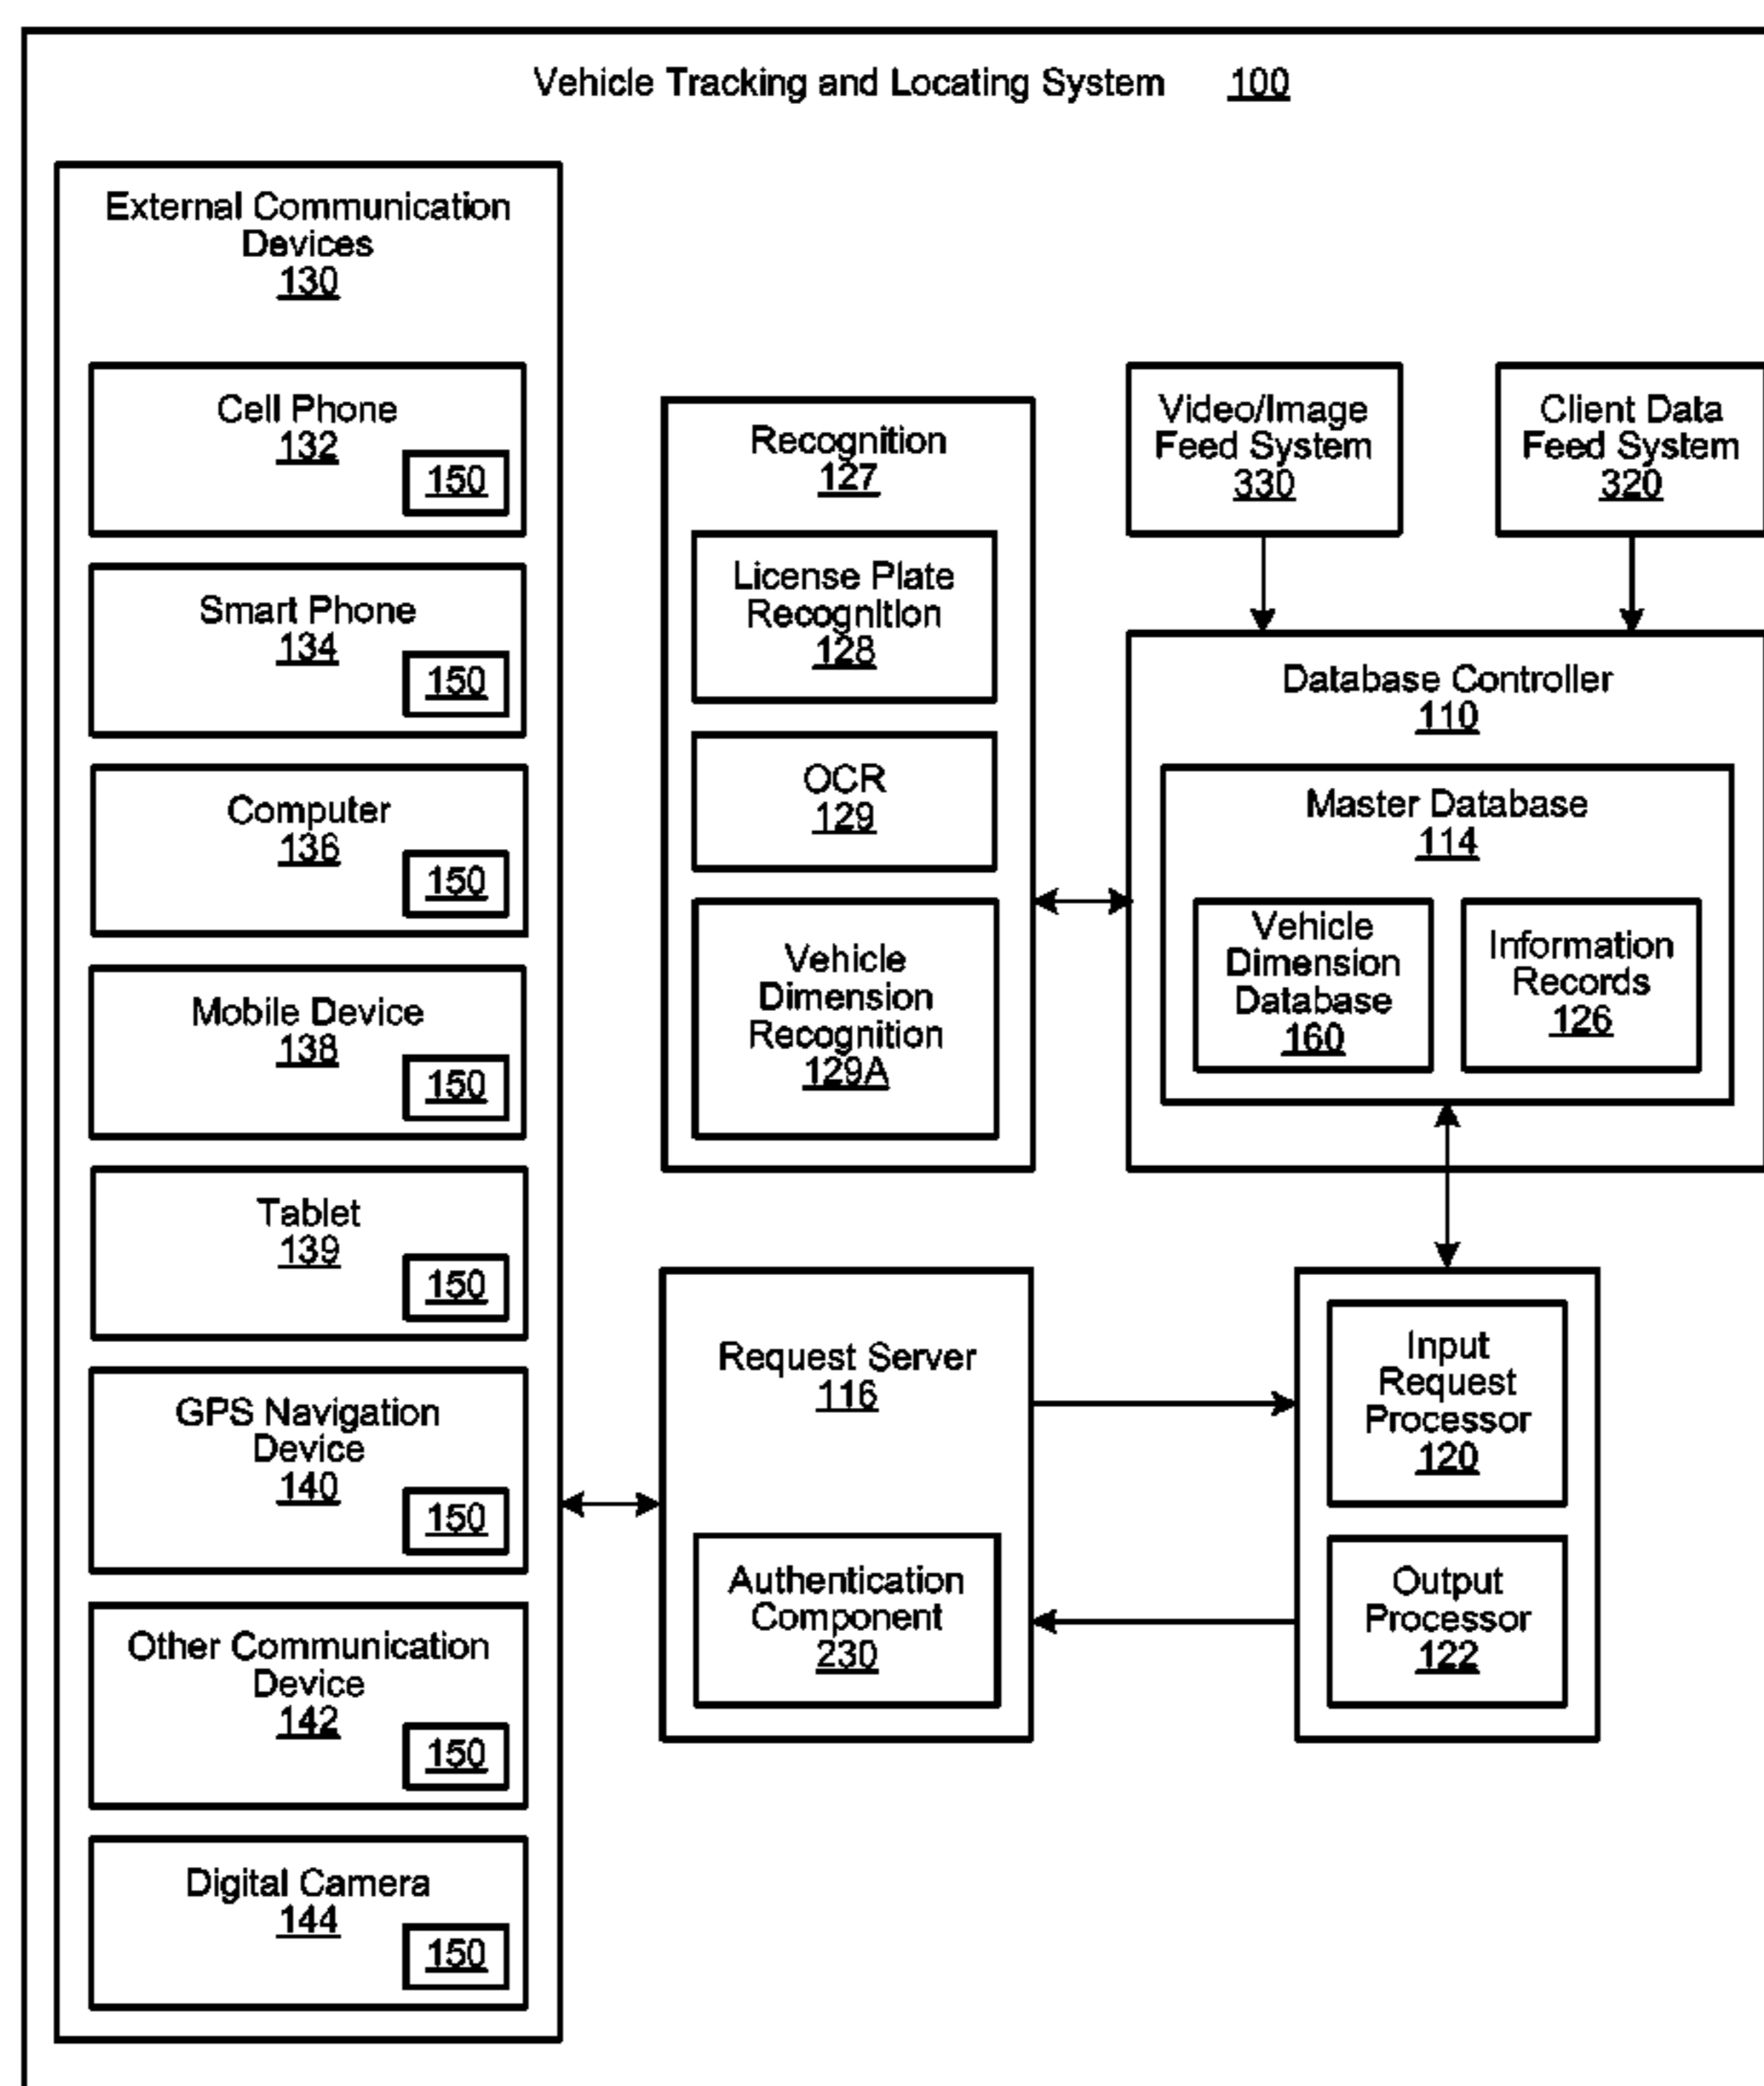 Vehicle Tracking and Locating System 100
External Communication
Devices
130
Cell Phone
132
150
Smart Phone
134
150
Computer
136
150
Mobile Device
138
150
Tablet
139
150
GPS Navigation
Device
140
150
Other Communication
Device
142
150
Digital Camera
144
150
Recognition
127
License Plate
Recognition
128
OCR
129
Vehicle
Dimension
Recognition
129A
Video/Image
Feed System
330
Client Data
Feed System
320
Database Controller
110
Master Database
114
Vehicle
Dimension
Database
160
Information
Records
126
Request Server
116
Authentication
Component
230
Input
Request
Processor
120
Output
Processor
122